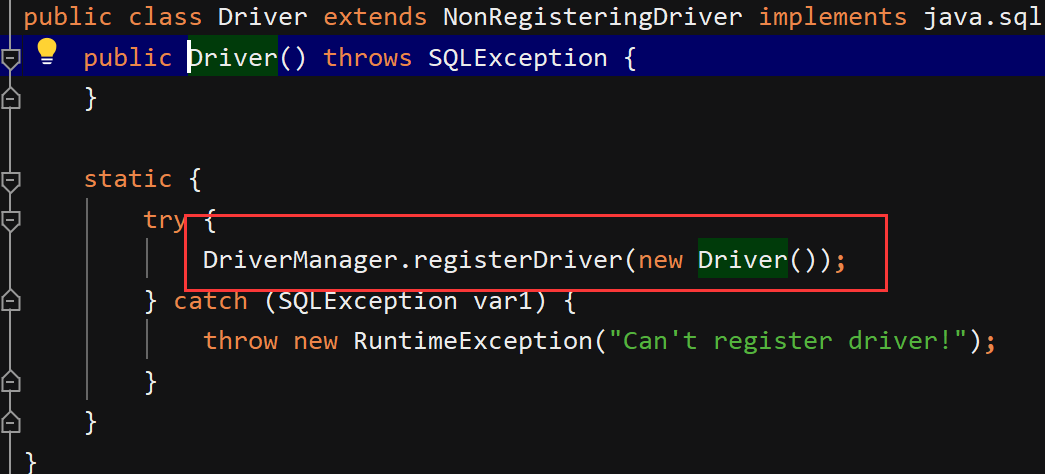 public class Driver extends NonRegisteringDriver implements java.sql
public Driver() throws SQLException {
}
static {
try {
DriverManager.registerDriver(new Driver());
} catch (SQLException var1) {
throw new RuntimeException("Can't register driver!");
}
}
}